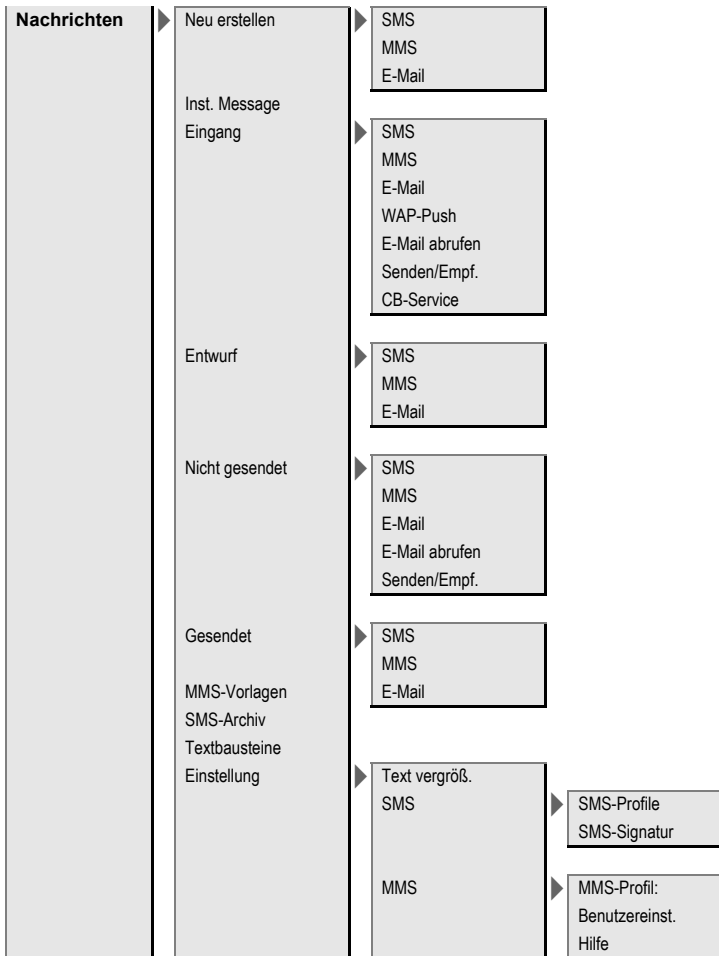 Nachrichten
Neu erstellen
SMS
MMS
E-Mail
Inst. Message
Eingang
SMS
MMS
E-Mail
WAP-Push
E-Mail abrufen
Senden/Empf.
CB-Service
Entwurf
SMS
MMS
E-Mail
Nicht gesendet
SMS
MMS
E-Mail
E-Mail abrufen
Senden/Empf.
Gesendet
SMS
MMS
E-Mail
MMS-Vorlagen
SMS-Archiv
Textbausteine
Einstellung
Text vergröß.
SMS
SMS-Profile
SMS-Signatur
MMS
MMS-Profil:
Benutzereinst.
Hilfe